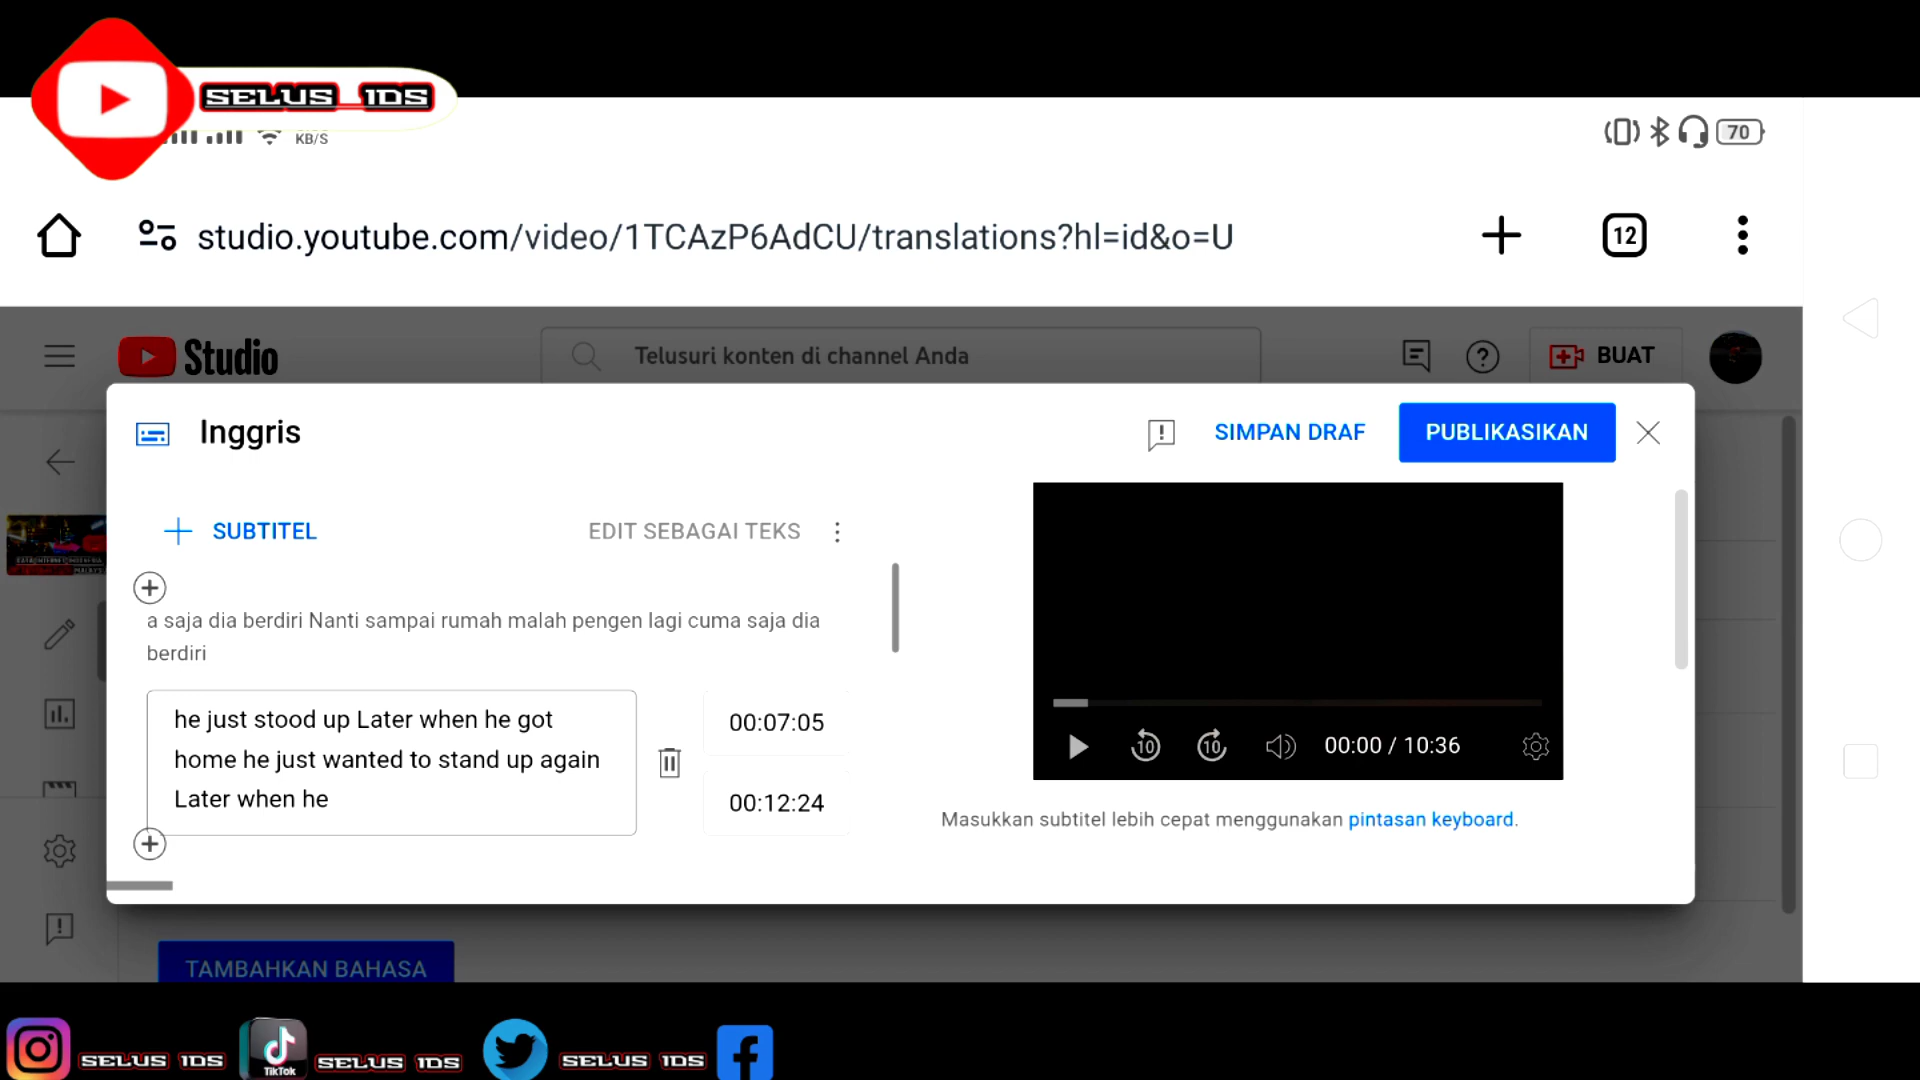 SELUS_IDS
KB/S
70
studio.youtube.com/video/1TCAzP6AdCU/translations?hl=id&o=U
12
Studio
Telusuri konten di channel Anda
BUAT
Inggris
SIMPAN DRAF
PUBLIKASIKAN
SUBTITEL
EDIT SEBAGAI TEKS
a saja dia berdiri Nanti sampai rumah malah pengen lagi cuma saja dia
berdiri
he just stood up Later when he got
home he just wanted to stand up again
Later when he
00:07:05
00:12:24
10
10
00:00 / 10:36
Masukkan subtitel lebih cepat menggunakan pintasan keyboard.
TAMBAHKAN BAHASA
SELUS IDS
TikTok
SELUS IDS
SELUS IDS